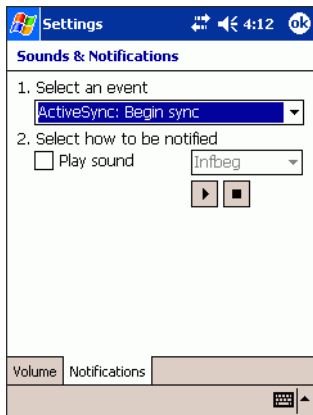 Settings 4:12 ok
Sounds & Notifications
1. Select an event
ActiveSync: Begin sync
2. Select how to be notified
Play sound Infbeg
Volume Notifications